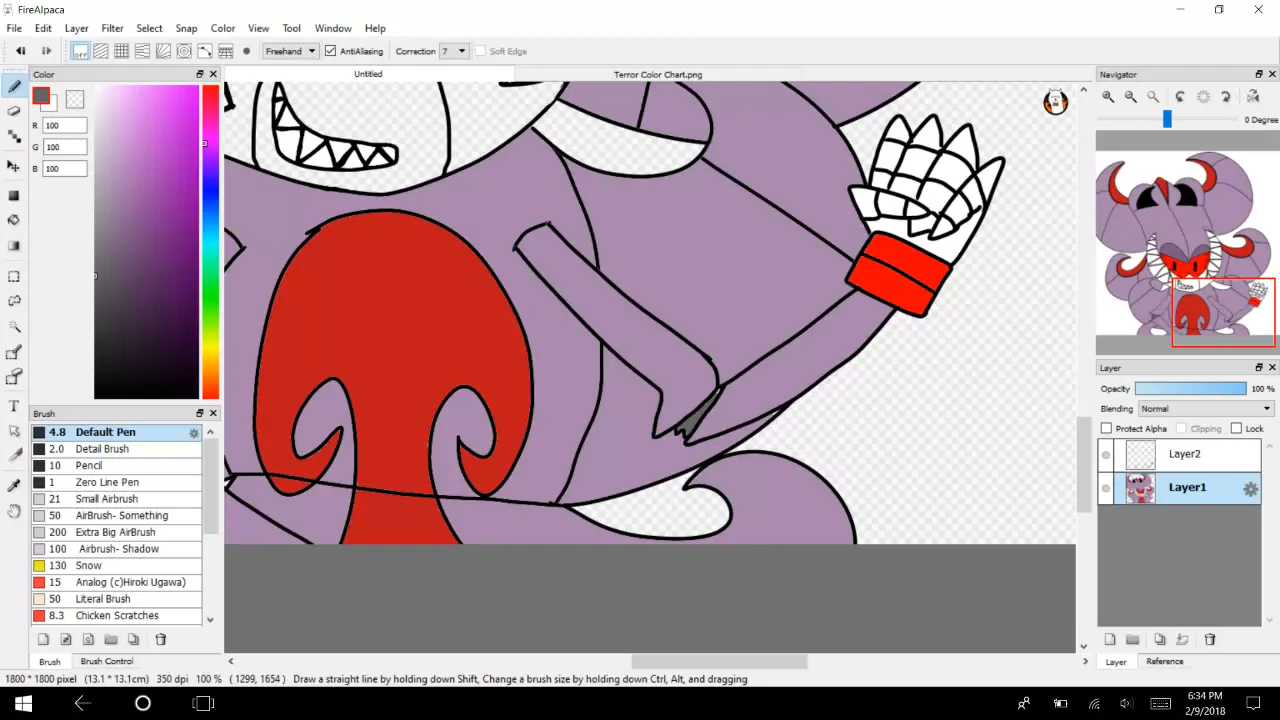 FireAlpaca
File Edit Layer Filter Select Snap Color View Tool Window Help
off Freehand AntiAliasing Correction 7 Soft Edge
Color Untitled Terror Color Chart.png Navigator
R 100
G 100
B 100
0 Degree
Brush
4.8 Default Pen
2.0 Detail Brush
10 Pencil
1 Zero Line Pen
21 Small Airbrush
50 AirBrush- Something
200 Extra Big AirBrush
100 Airbrush- Shadow
130 Snow
15 Analog (c)Hiroki Ugawa)
50 Literal Brush
8.3 Chicken Scratches
Brush Brush Control
Layer
Opacity 100 %
Blending Normal
Protect Alpha Clipping Lock
Layer2
Layer1
Layer Reference
1800 * 1800 pixel (13.1 * 13.1cm) 350 dpi 100 % ( 1299, 1654 ) Draw a straight line by holding down Shift, Change a brush size by holding down Ctrl, Alt, and dragging
6:34 PM
2/9/2018